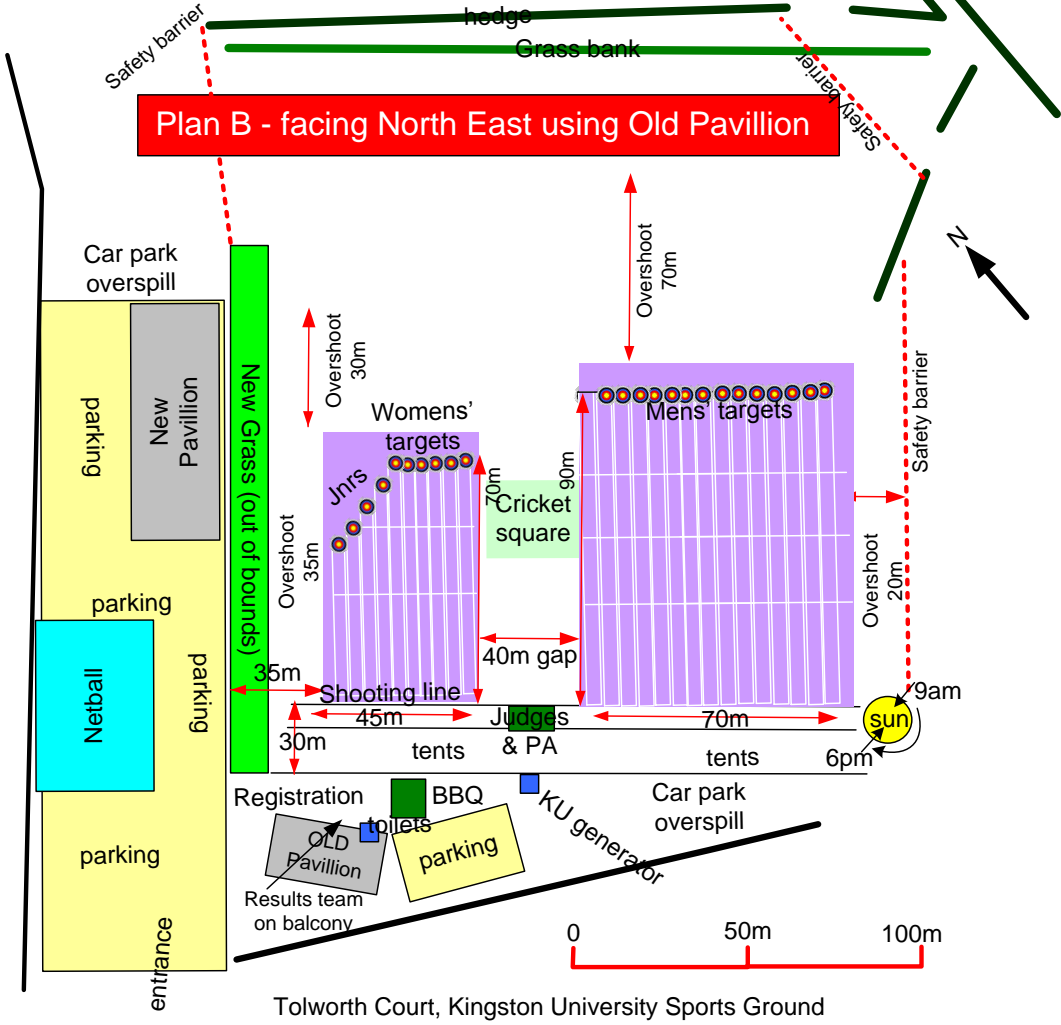 hedge
Safety barrier
Grass bank
Safety barrier
Safety barrier
Plan B - facing North East using Old Pavillion
N
Car park
overspill
Overshoot
70m
Overshoot
30m
New
Pavillion
parking
New Grass (out of bounds)
Womens'
targets
Jnrs
Mens' targets
70m
90m
Cricket
square
Safety barrier
Overshoot
35m
Overshoot
20m
parking
Netball
parking
40m gap
35m
Shooting line
45m
Judges
& PA
70m
9am
sun
6pm
30m
tents
tents
Registration
BBQ
toilets
KU generator
Car park
overspill
OLD
Pavillion
parking
parking
Results team
on balcony
entrance
0
50m
100m
Tolworth Court, Kingston University Sports Ground